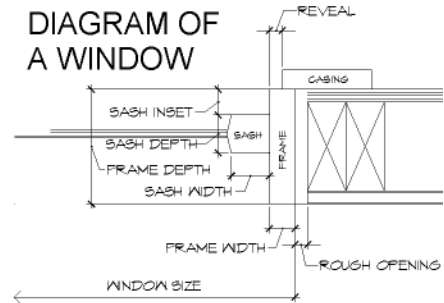 DIAGRAM OF
A WINDOW
REVEAL
CASING
SASH INSET
SASH
SASH DEPTH
FRAME
FRAME DEPTH
SASH WIDTH
FRAME WIDTH
ROUGH OPENING
WINDOW SIZE